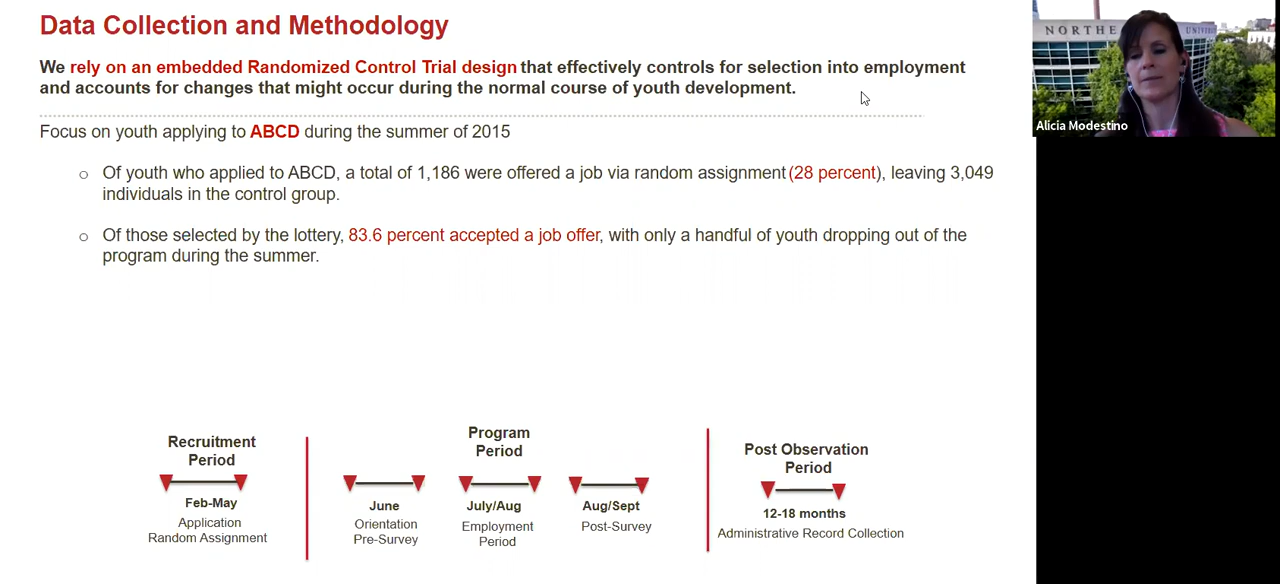 Data Collection and Methodology
We rely on an embedded Randomized Control Trial design that effectively controls for selection into employment
and accounts for changes that might occur during the normal course of youth development.
Focus on youth applying to ABCD during the summer of 2015
o Of youth who applied to ABCD, a total of 1,186 were offered a job via random assignment (28 percent), leaving 3,049
individuals in the control group.
o Of those selected by the lottery, 83.6 percent accepted a job offer, with only a handful of youth dropping out of the
program during the summer.
Recruitment
Period
Feb-May
Application
Random Assignment
Program
Period
June
Orientation
Pre-Survey
July/Aug
Employment
Period
Aug/Sept
Post-Survey
Post Observation
Period
12-18 months
Administrative Record Collection
NORTHE UNIVE
Alicia Modestino